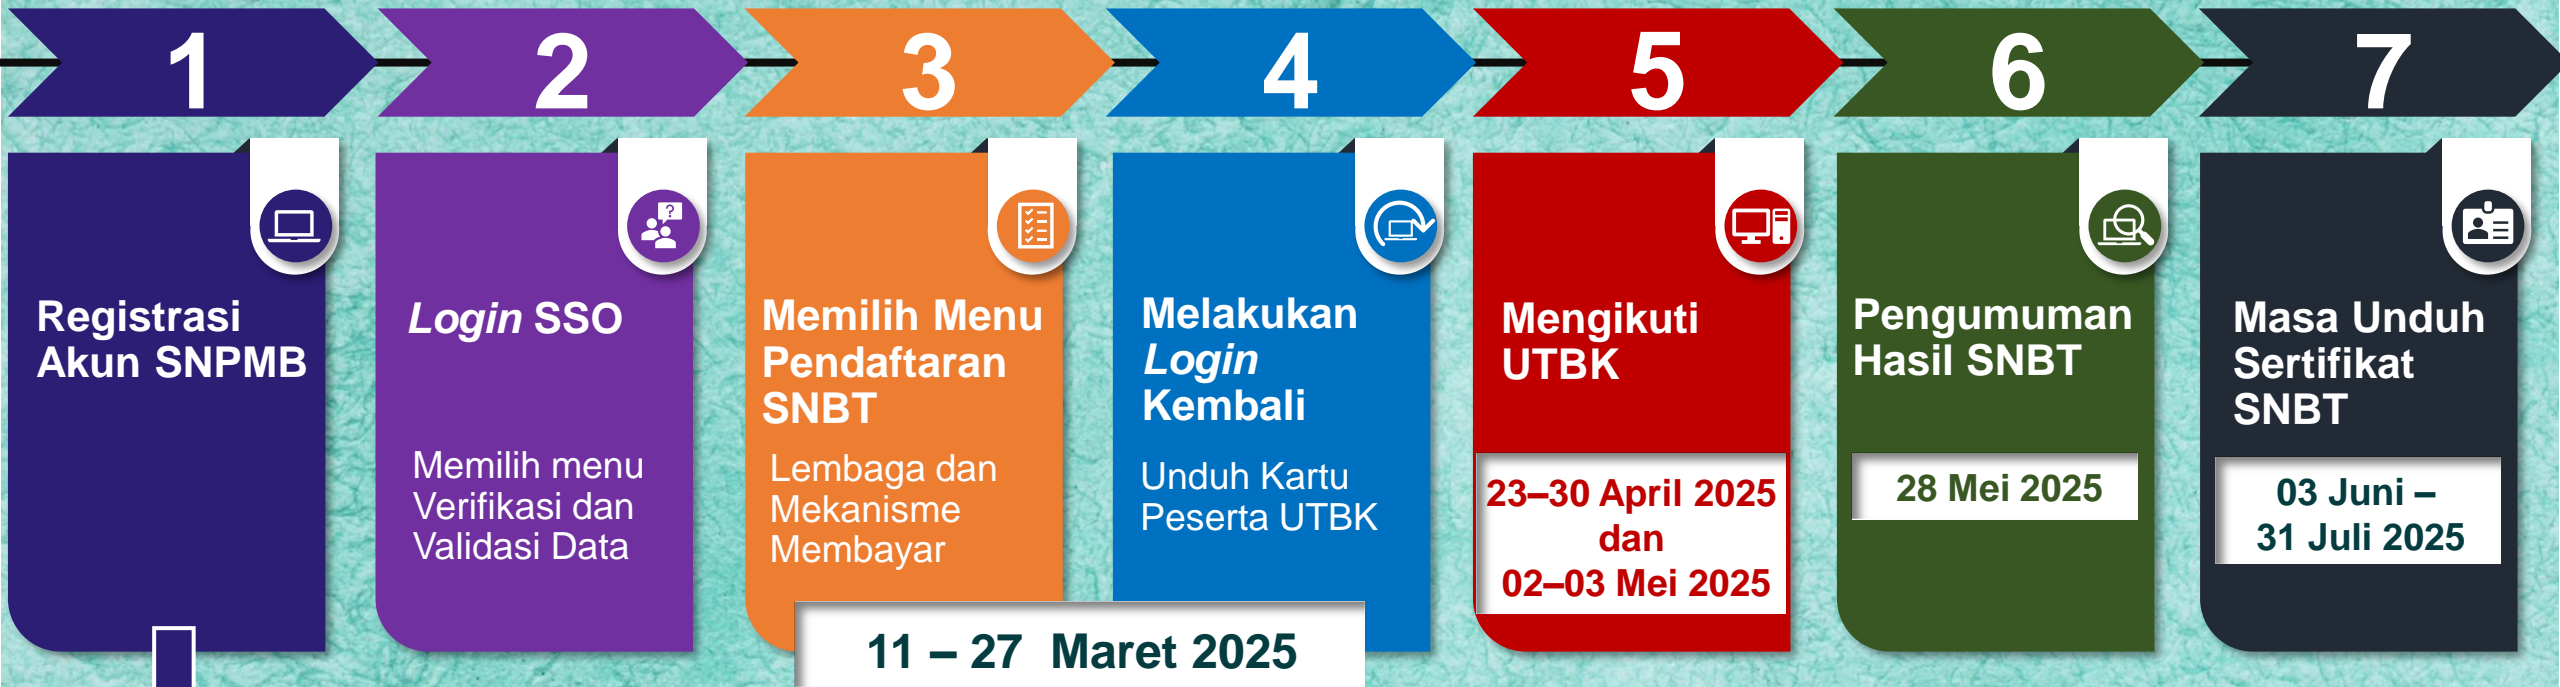 1
2
3
4
5
6
7
?
Registrasi
Akun SNPMB
Login SSO
Memilih menu
Verifikasi dan
Validasi Data
Memilih Menu
Pendaftaran
SNBT
Lembaga dan
Mekanisme
Membayar
Melakukan
Login
Kembali
Unduh Kartu
Peserta UTBK
11 – 27 Maret 2025
Mengikuti
UTBK
23–30 April 2025
dan
02–03 Mei 2025
Pengumuman
Hasil SNBT
28 Mei 2025
Masa Unduh
Sertifikat
SNBT
03 Juni –
31 Juli 2025